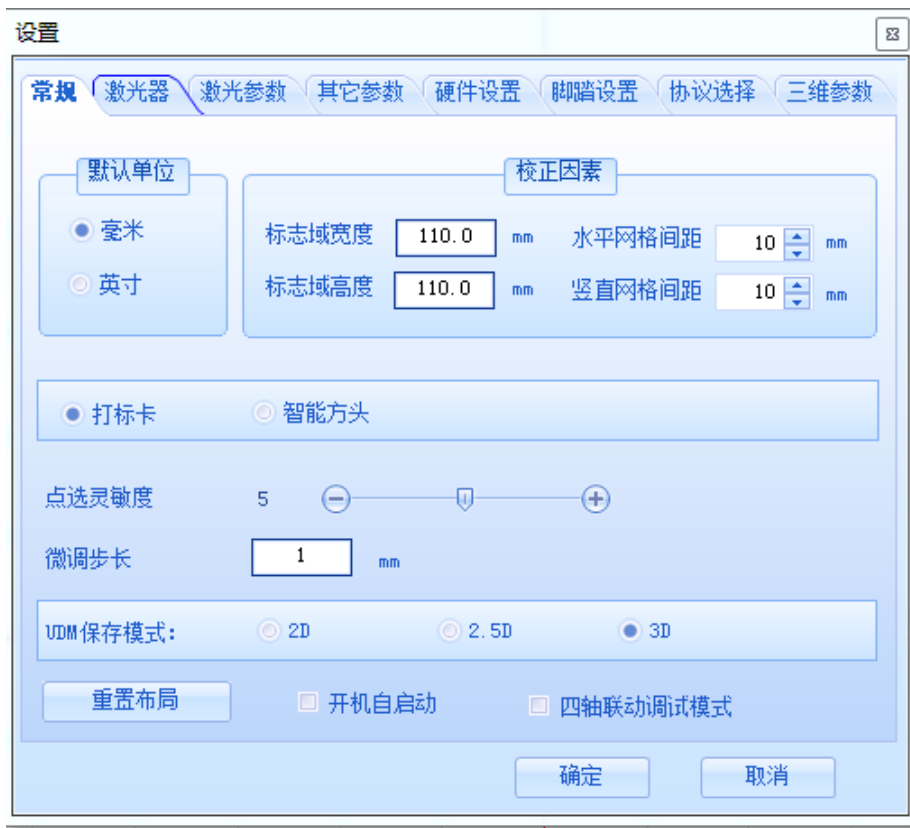 设置
常规 激光器 激光参数 其它参数 硬件设置 脚踏设置 协议选择 三维参数
默认单位 校正因素
毫米 标志域宽度 110.0 mm 水平网格间距 10 mm
英寸 标志域高度 110.0 mm 竖直网格间距 10 mm
打标卡 智能方头
点选灵敏度 5
微调步长 1 mm
UDM保存模式: 2D 2.5D 3D
重置布局 开机自启动 四轴联动调试模式
确定 取消